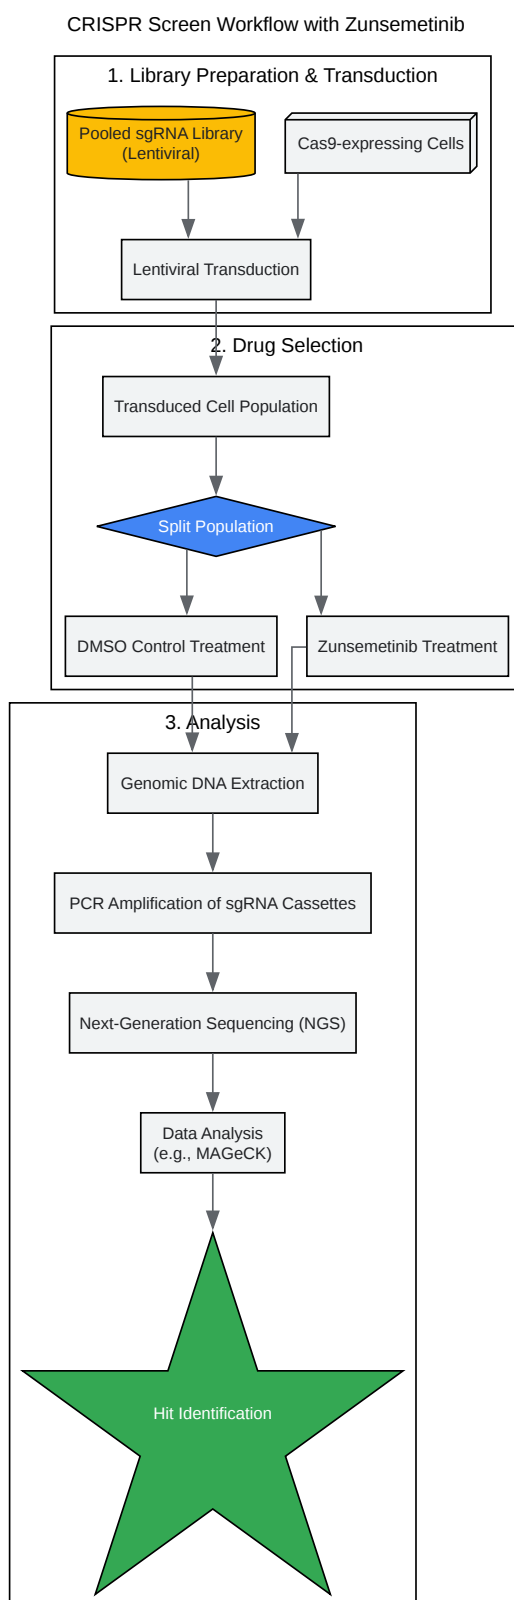 CRISPR Screen Workflow with Zunsemetinib
1. Library Preparation & Transduction
Pooled sgRNA Library
(Lentiviral)
Cas9-expressing Cells
Lentiviral Transduction
2. Drug Selection
Transduced Cell Population
Split Population
DMSO Control Treatment
Zunsemetinib Treatment
3. Analysis
Genomic DNA Extraction
PCR Amplification of sgRNA Cassettes
Next-Generation Sequencing (NGS)
Data Analysis
(e.g., MAGeCK)
Hit Identification